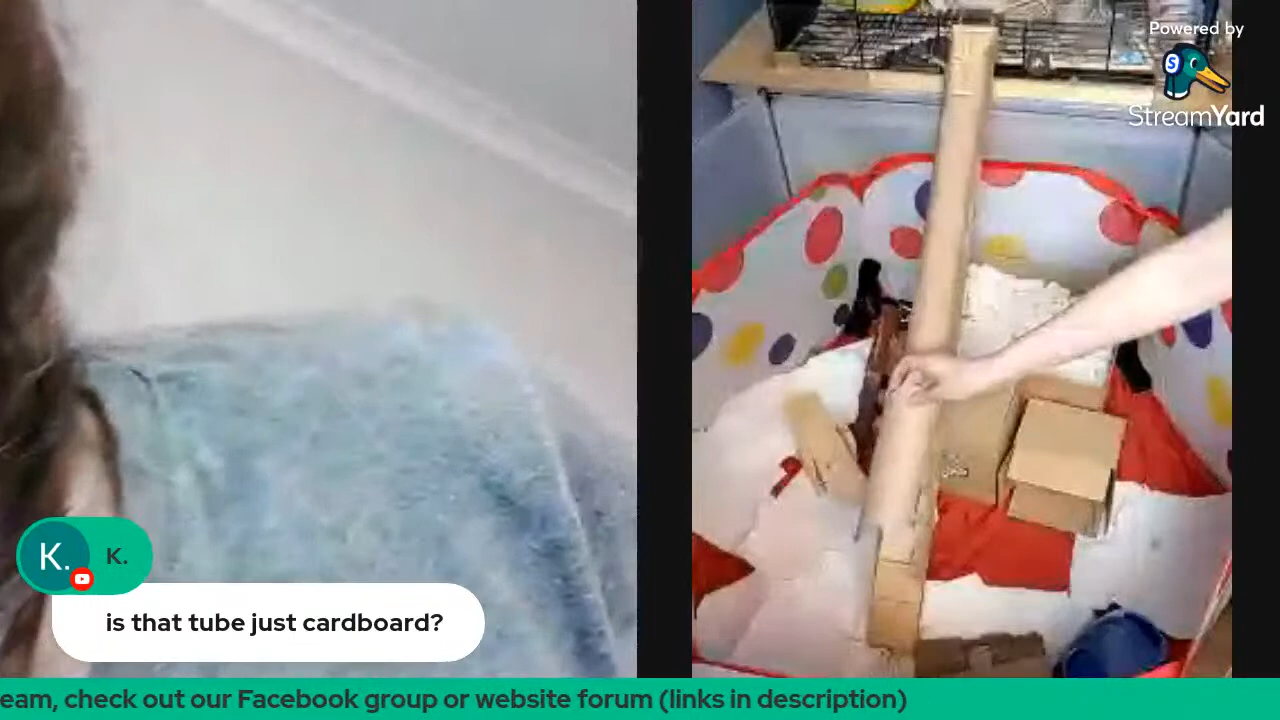 Powered by
S
StreamYard
K.
K.
is that tube just cardboard?
eam, check out our Facebook group or website forum (links in description)